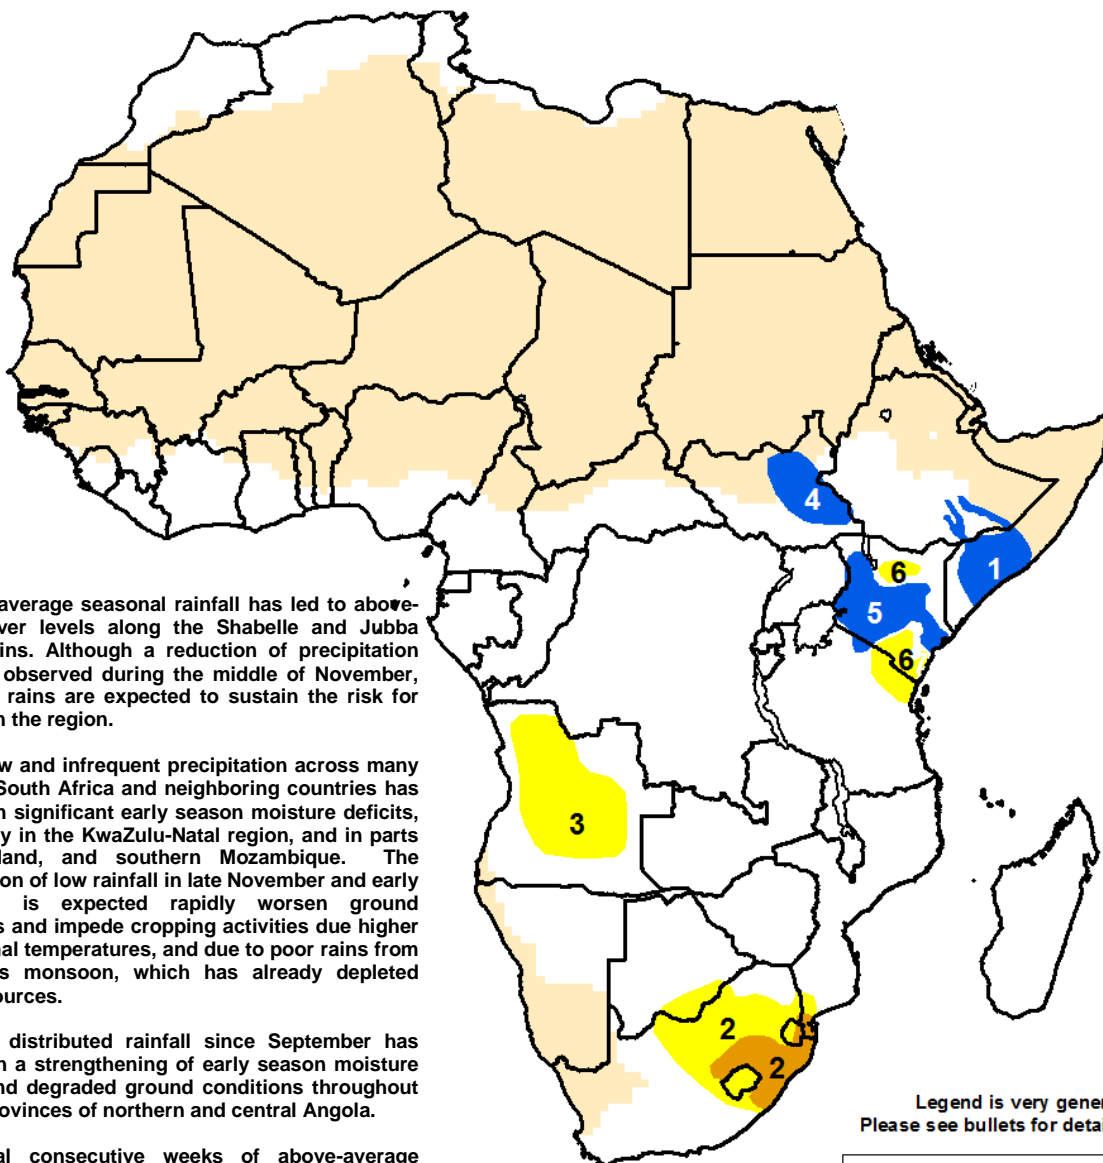 average seasonal rainfall has led to above-
ver levels along the Shabelle and Jubba
ins. Although a reduction of precipitation
observed during the middle of November,
rains are expected to sustain the risk for
n the region.
w and infrequent precipitation across many
South Africa and neighboring countries has
n significant early season moisture deficits,
y in the KwaZulu-Natal region, and in parts
land, and southern Mozambique. The
on of low rainfall in late November and early
is expected rapidly worsen ground
s and impede cropping activities due higher
nal temperatures, and due to poor rains from
s monsoon, which has already depleted
ources.
distributed rainfall since September has
n a strengthening of early season moisture
nd degraded ground conditions throughout
rovinces of northern and central Angola.
al consecutive weeks of above-average
4
1
6
5
6
3
2
2
Legend is very gener
Please see bullets for detai